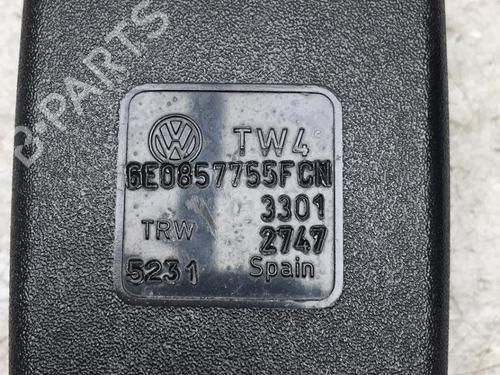 B-PARTS
TW4
6E0857755FCN
3301
TRW
2747
5231
Spain